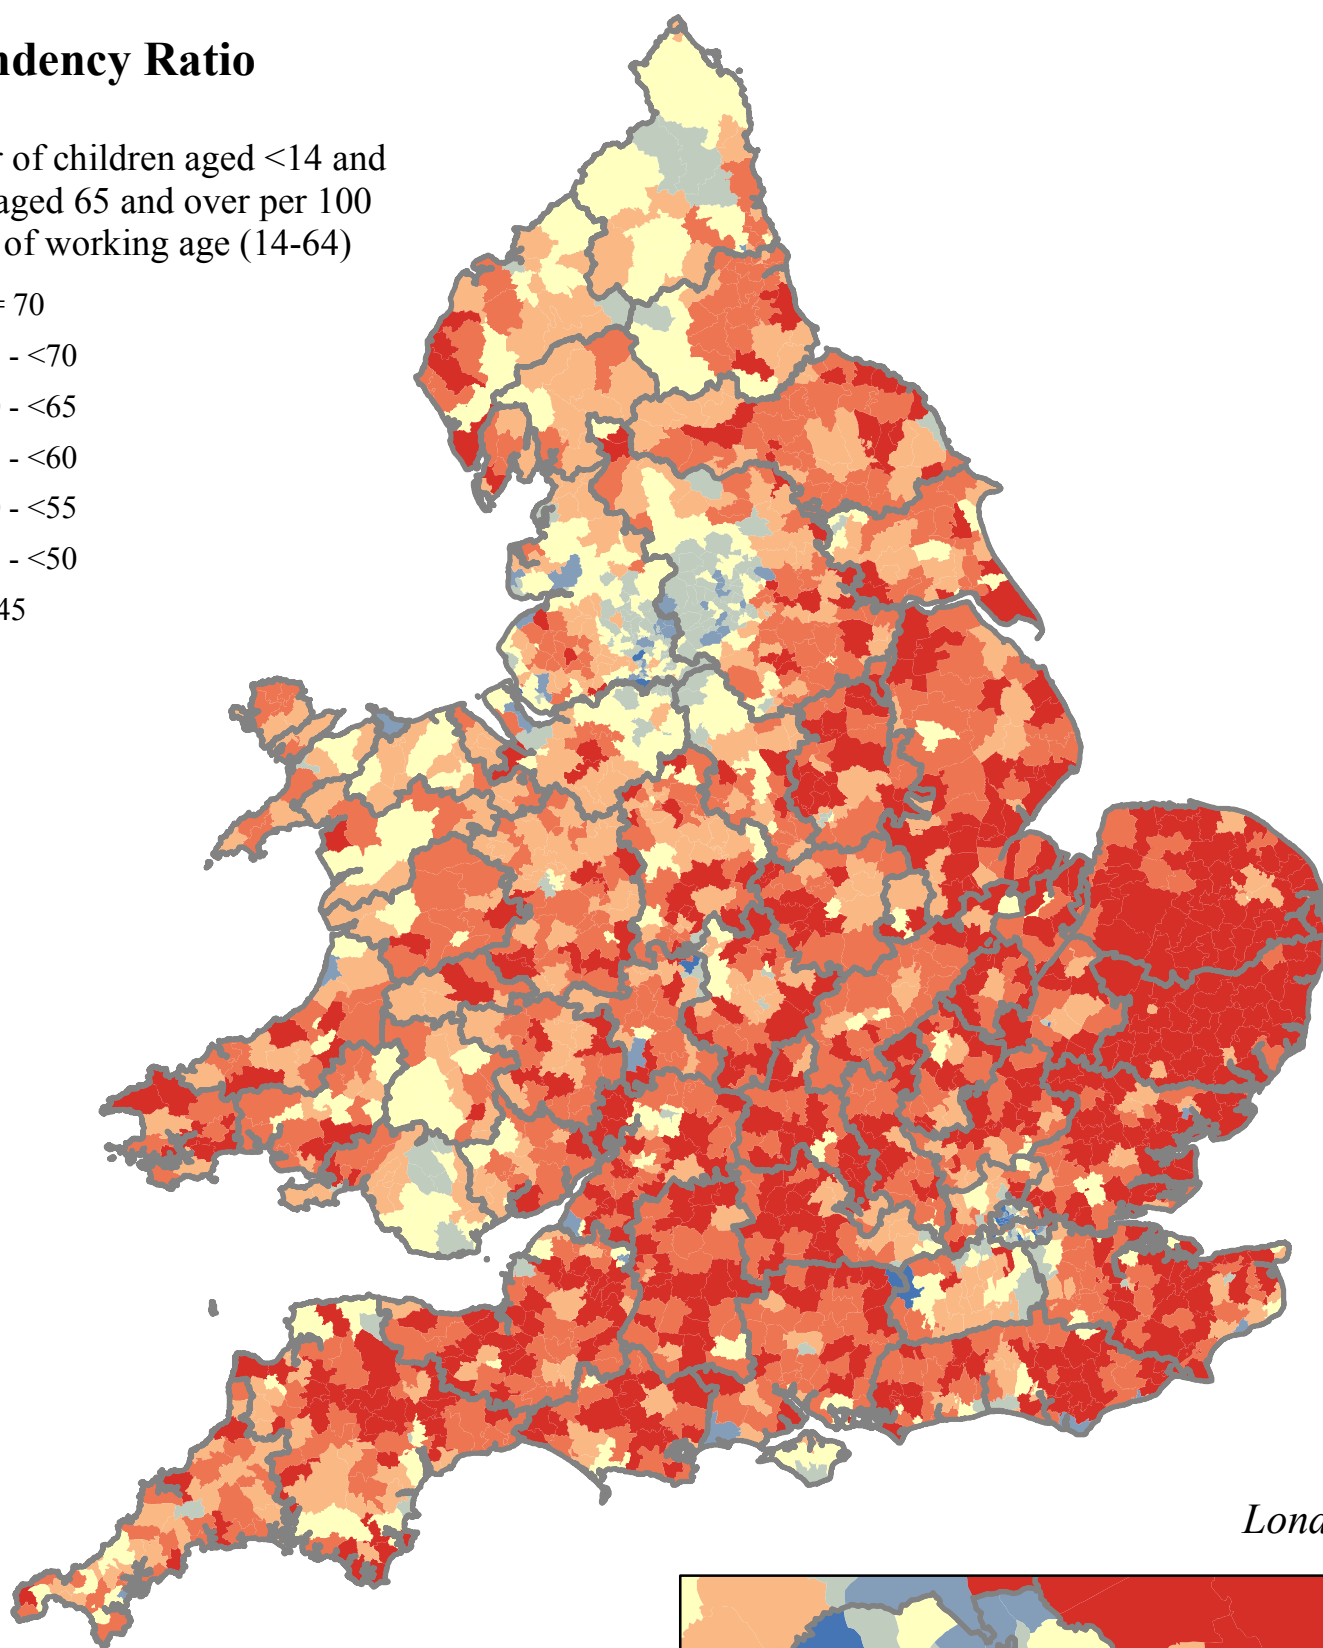 ndency Ratio
r of children aged <14 and
aged 65 and over per 100
of working age (14-64)
= 70
- <70
- <65
- <60
- <55
- <50
45
Lond